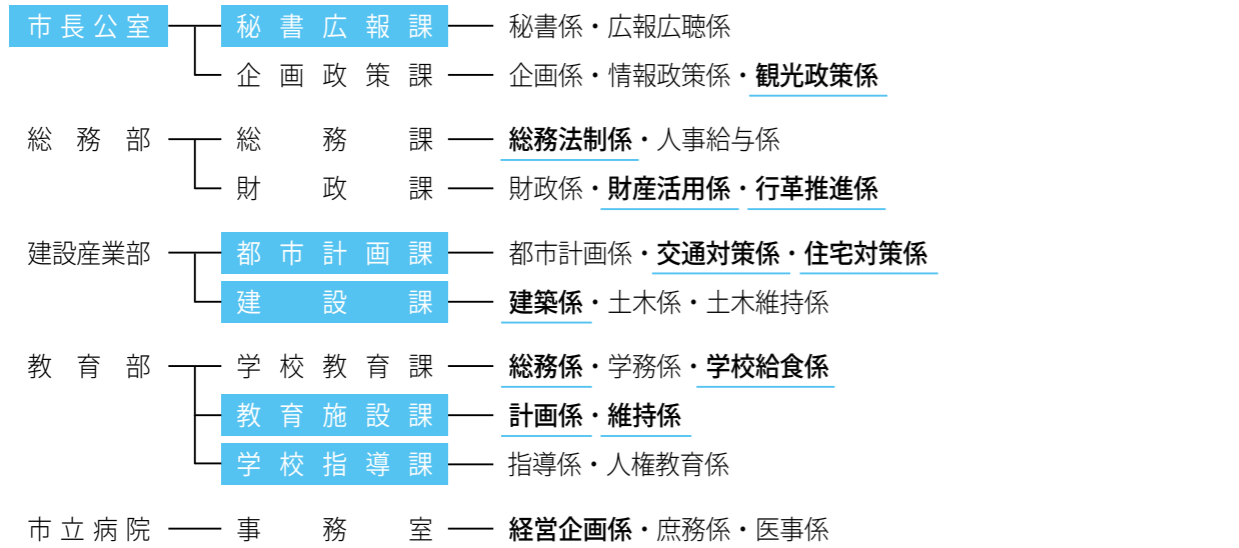 市長公室 秘書広報課 秘書係・広報広聴係
企画政策課 企画係・情報政策係・観光政策係
総務部 総務課 総務法制係・人事給与係
財政課 財政係・財産活用係・行革推進係
建設産業部 都市計画課 都市計画係・交通対策係・住宅対策係
建設課 建築係・土木係・土木維持係
教育部 学校教育課 総務係・学務係・学校給食係
教育施設課 計画係・維持係
学校指導課 指導係・人権教育係
市立病院 事務室 経営企画係・庶務係・医事係